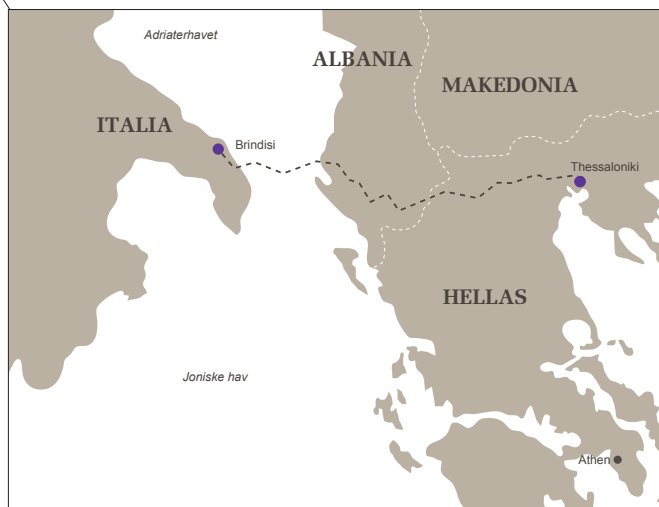 Adriaterhavet
ALBANIA
MAKEDONIA
ITALIA
Brindisi
Thessaloniki
HELLAS
Joniske hav
Athen